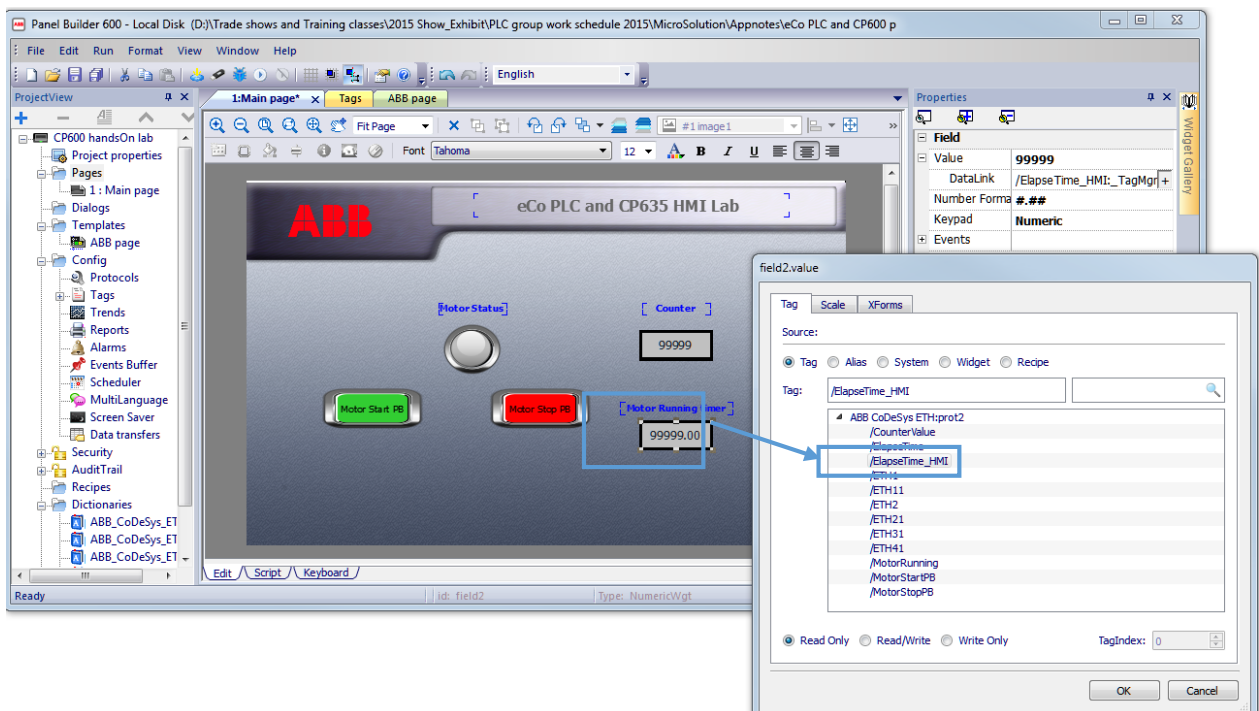 Panel Builder 600 - Local Disk (D:)\Trade shows and Training classes\2015 Show_Exhibit\PLC group work schedule 2015\MicroSolution\Appnotes\eCo PLC and CP600 p
File Edit Run Format View Window Help
English
ProjectView
1:Main page* Tags ABB page
Properties
Fit Page #1 image1
Font Tahoma 12 B I U
CP600 handsOn lab
Project properties
Pages
1 : Main page
Dialogs
Templates
ABB page
Config
Protocols
Tags
Trends
Reports
Alarms
Events Buffer
Scheduler
MultiLanguage
Screen Saver
Data transfers
Security
AuditTrail
Recipes
Dictionaries
ABB_CoDeSys_ET
ABB_CoDeSys_ET
ABB_CoDeSys_ET
ABB
eCo PLC and CP635 HMI Lab
Motor Status
Counter
99999
Motor Start PB
Motor Stop PB
Motor Running timer
99999.00
Edit Script Keyboard
Ready id: field2 Type: NumericWgt
Field
Value 99999
DataLink /ElapseTime_HMI:_TagMgr +
Number Forma #.##
Keypad Numeric
Events
Widget Gallery
field2.value
Tag Scale XForms
Source:
Tag Alias System Widget Recipe
Tag: /ElapseTime_HMI
ABB CoDeSys ETH:prot2
/CounterValue
/ElapseTime
/ElapseTime_HMI
/ETH1
/ETH11
/ETH2
/ETH21
/ETH31
/ETH41
/MotorRunning
/MotorStartPB
/MotorStopPB
Read Only Read/Write Write Only TagIndex: 0
OK Cancel